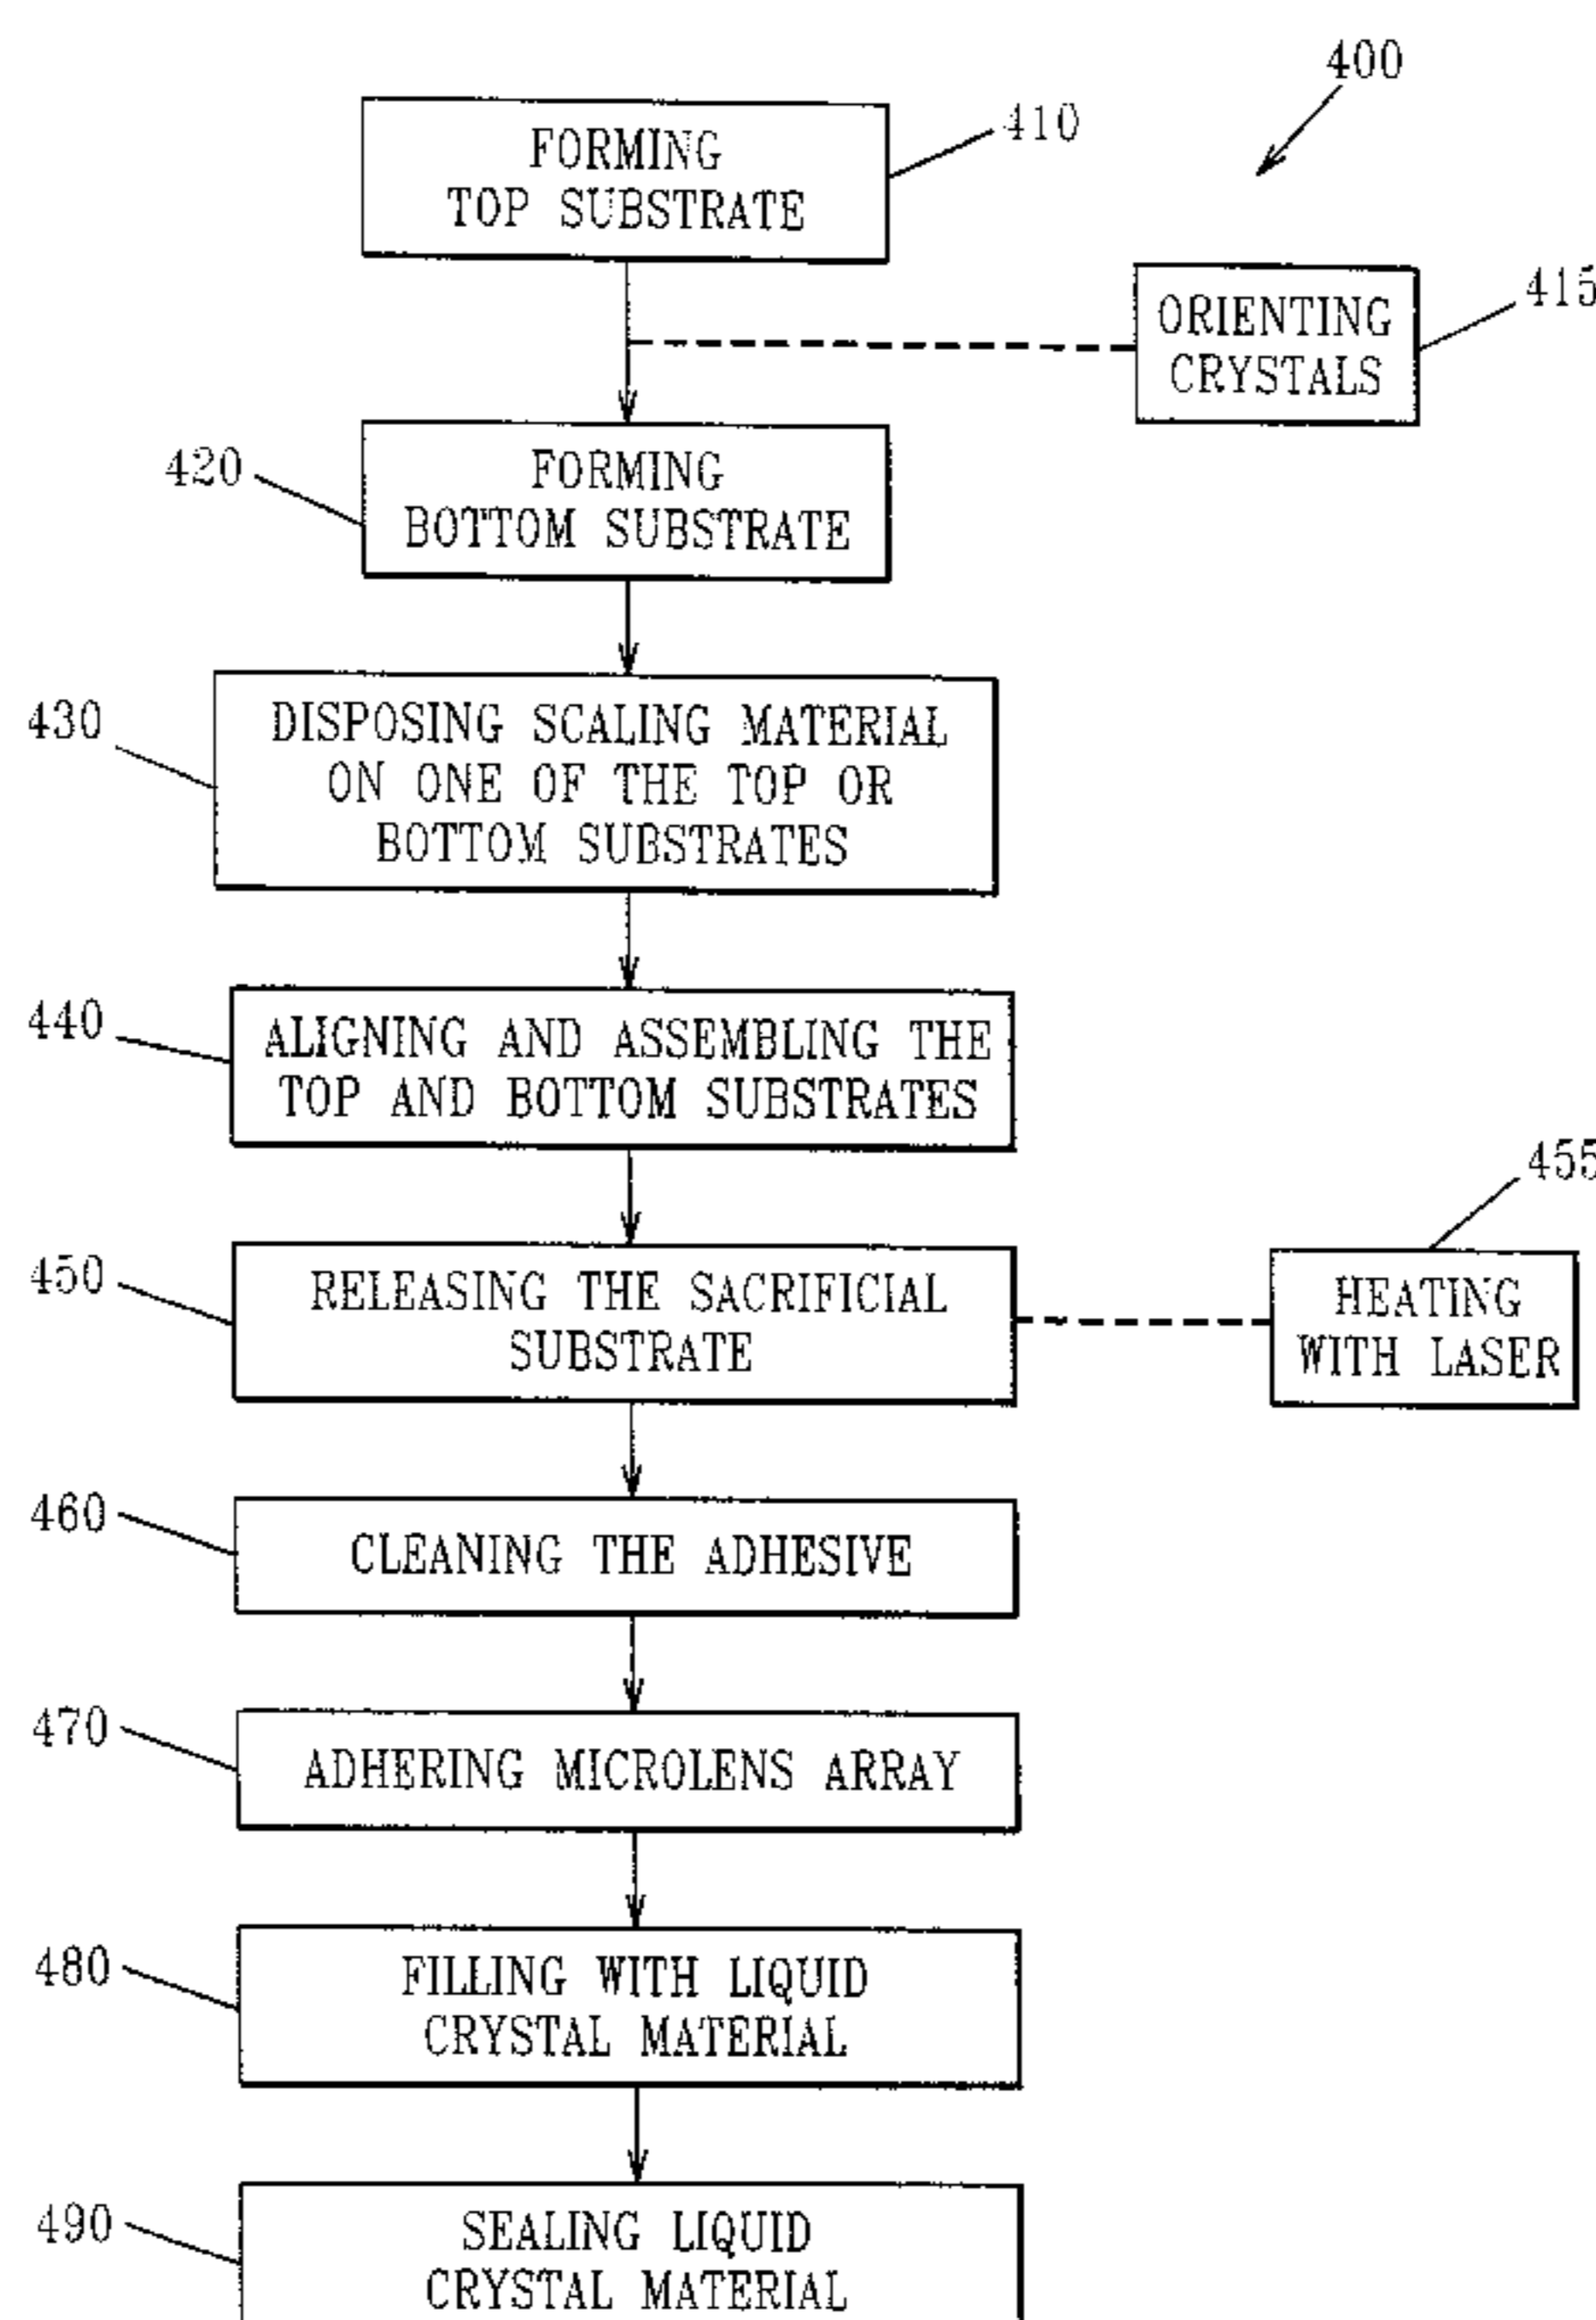 400
FORMING
TOP SUBSTRATE
410
ORIENTING
CRYSTALS
415
420
FORMING
BOTTOM SUBSTRATE
430
DISPOSING SCALING MATERIAL
ON ONE OF THE TOP OR
BOTTOM SUBSTRATES
440
ALIGNING AND ASSEMBLING THE
TOP AND BOTTOM SUBSTRATES
450
RELEASING THE SACRIFICIAL
SUBSTRATE
455
HEATING
WITH LASER
460
CLEANING THE ADHESIVE
470
ADHERING MICROLENS ARRAY
480
FILLING WITH LIQUID
CRYSTAL MATERIAL
490
SEALING LIQUID
CRYSTAL MATERIAL